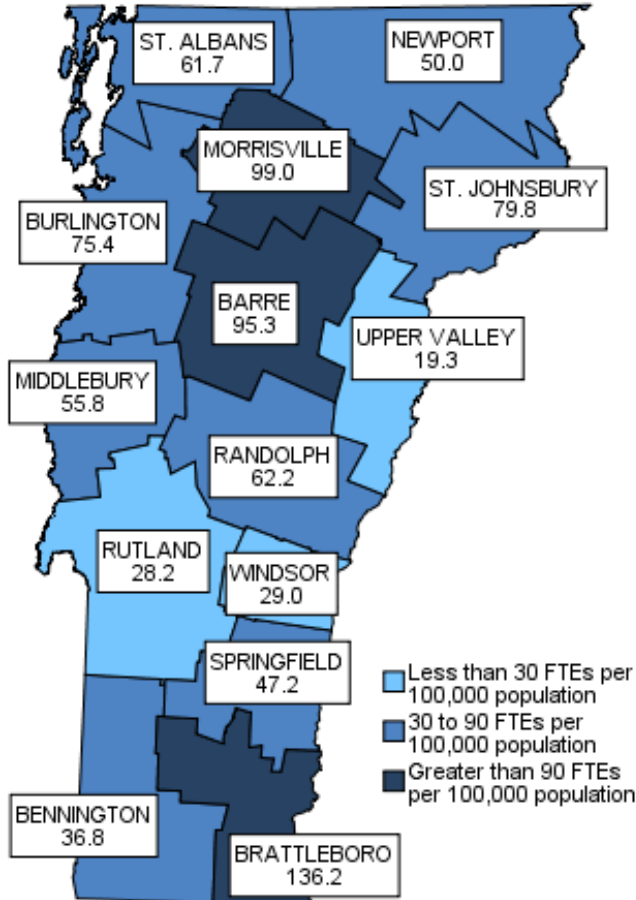 ST. ALBANS
61.7
NEWPORT
50.0
MORRISVILLE
99.0
ST. JOHNSBURY
79.8
BURLINGTON
75.4
BARRE
95.3
UPPER VALLEY
19.3
MIDDLEBURY
55.8
RANDOLPH
62.2
RUTLAND
28.2
WINDSOR
29.0
SPRINGFIELD
47.2
Less than 30 FTEs per
100,000 population
30 to 90 FTEs per
100,000 population
Greater than 90 FTEs
per 100,000 population
BENNINGTON
36.8
BRATTLEBORO
136.2